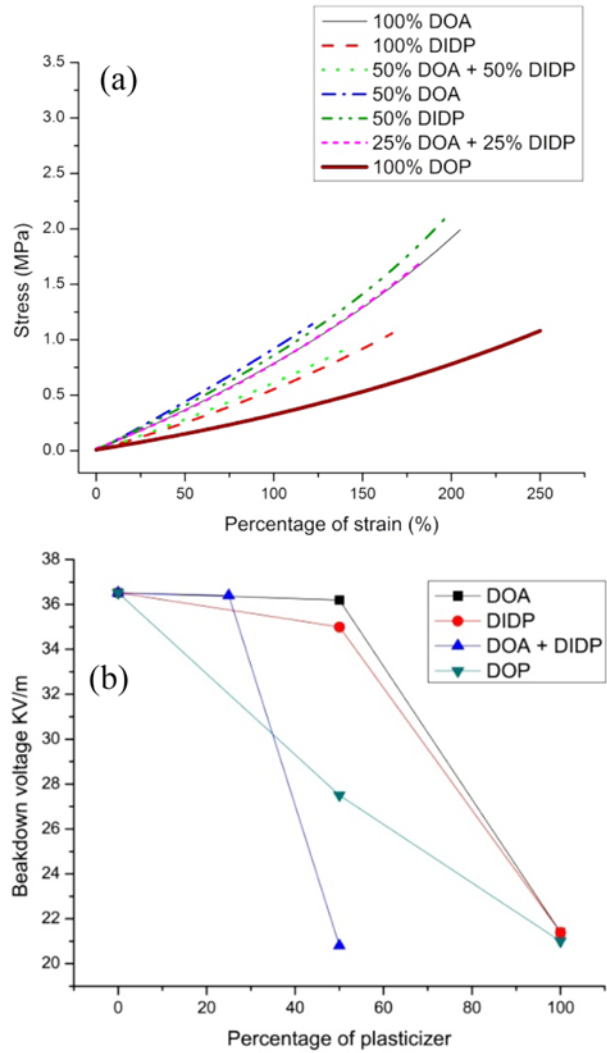 (a)
100% DOA
100% DIDP
50% DOA + 50% DIDP
50% DOA
50% DIDP
25% DOA + 25% DIDP
100% DOP
3.5
3.0
2.5
2.0
1.5
1.0
0.5
0.0
Stress (MPa)
0 50 100 150 200 250
Percentage of strain (%)
(b)
DOA
DIDP
DOA + DIDP
DOP
38
36
34
32
30
28
26
24
22
20
Beakdown voltage KV/m
0 20 40 60 80 100
Percentage of plasticizer